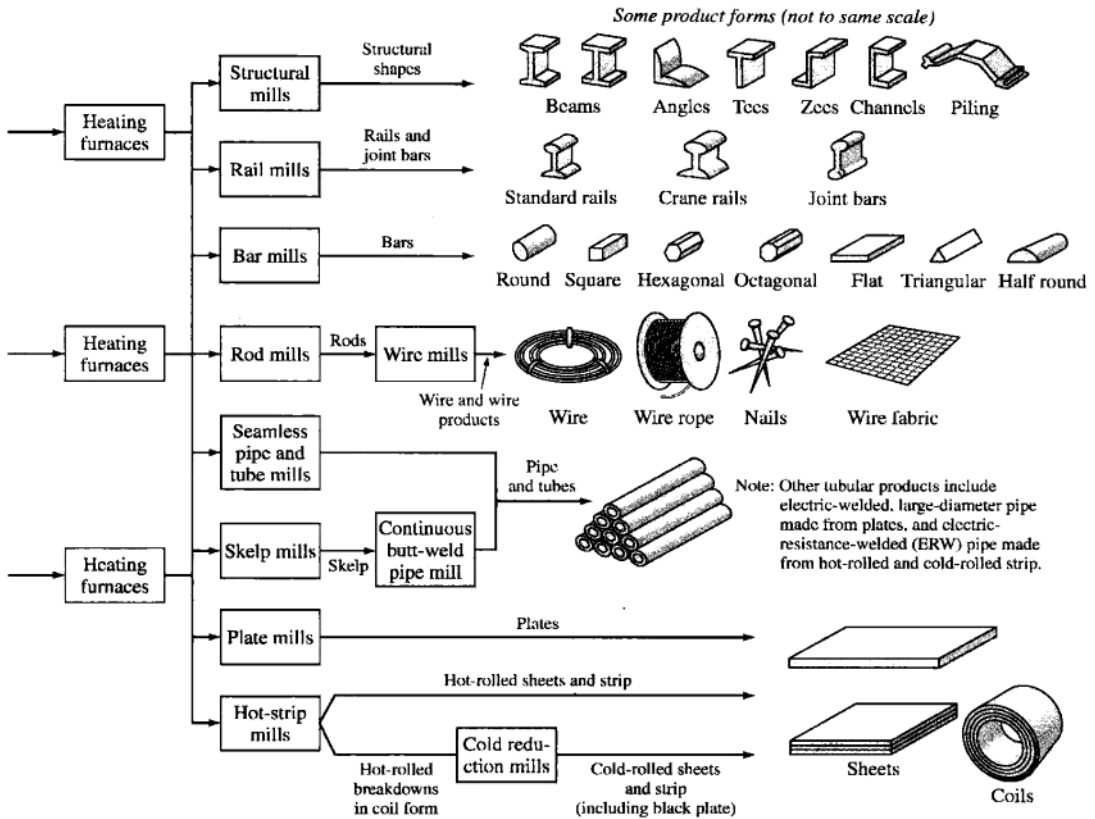 Some product forms (not to same scale)
Structural
shapes
Structural
mills
Beams
Angles
Tees
Zees
Channels
Piling
Heating
furnaces
Rails and
joint bars
Rail mills
Standard rails
Crane rails
Joint bars
Bars
Bar mills
Round
Square
Hexagonal
Octagonal
Flat
Triangular
Half round
Heating
furnaces
Rod mills
Rods
Wire mills
Wire and wire
products
Wire
Wire rope
Nails
Wire fabric
Seamless
pipe and
tube mills
Pipe
and tubes
Note: Other tubular products include
electric-welded, large-diameter pipe
made from plates, and electric-
resistance-welded (ERW) pipe made
from hot-rolled and cold-rolled strip.
Heating
furnaces
Skelp mills
Skelp
Continuous
butt-weld
pipe mill
Plate mills
Plates
Hot-rolled sheets and strip
Hot-strip
mills
Cold reduc-
tion mills
Hot-rolled
breakdowns
in coil form
Cold-rolled sheets
and strip
(including black plate)
Sheets
Coils